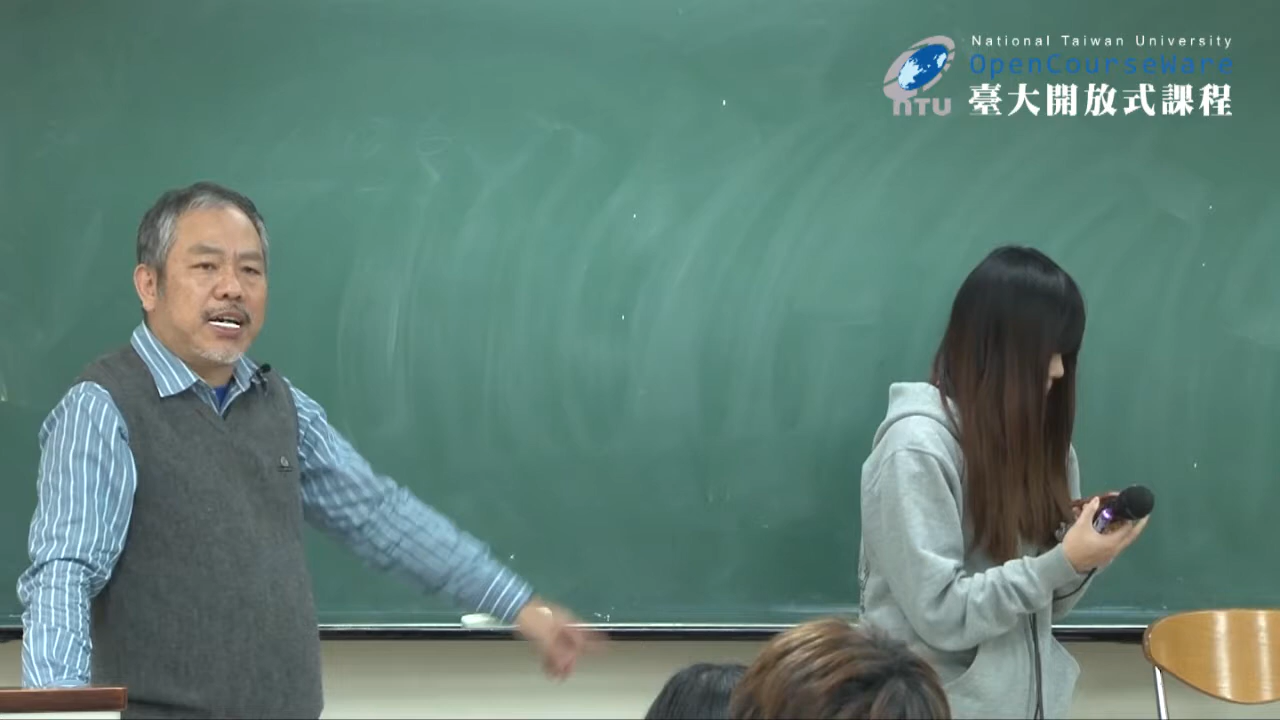 National Taiwan University
OpenCourseWare
NTU
臺大開放式課程